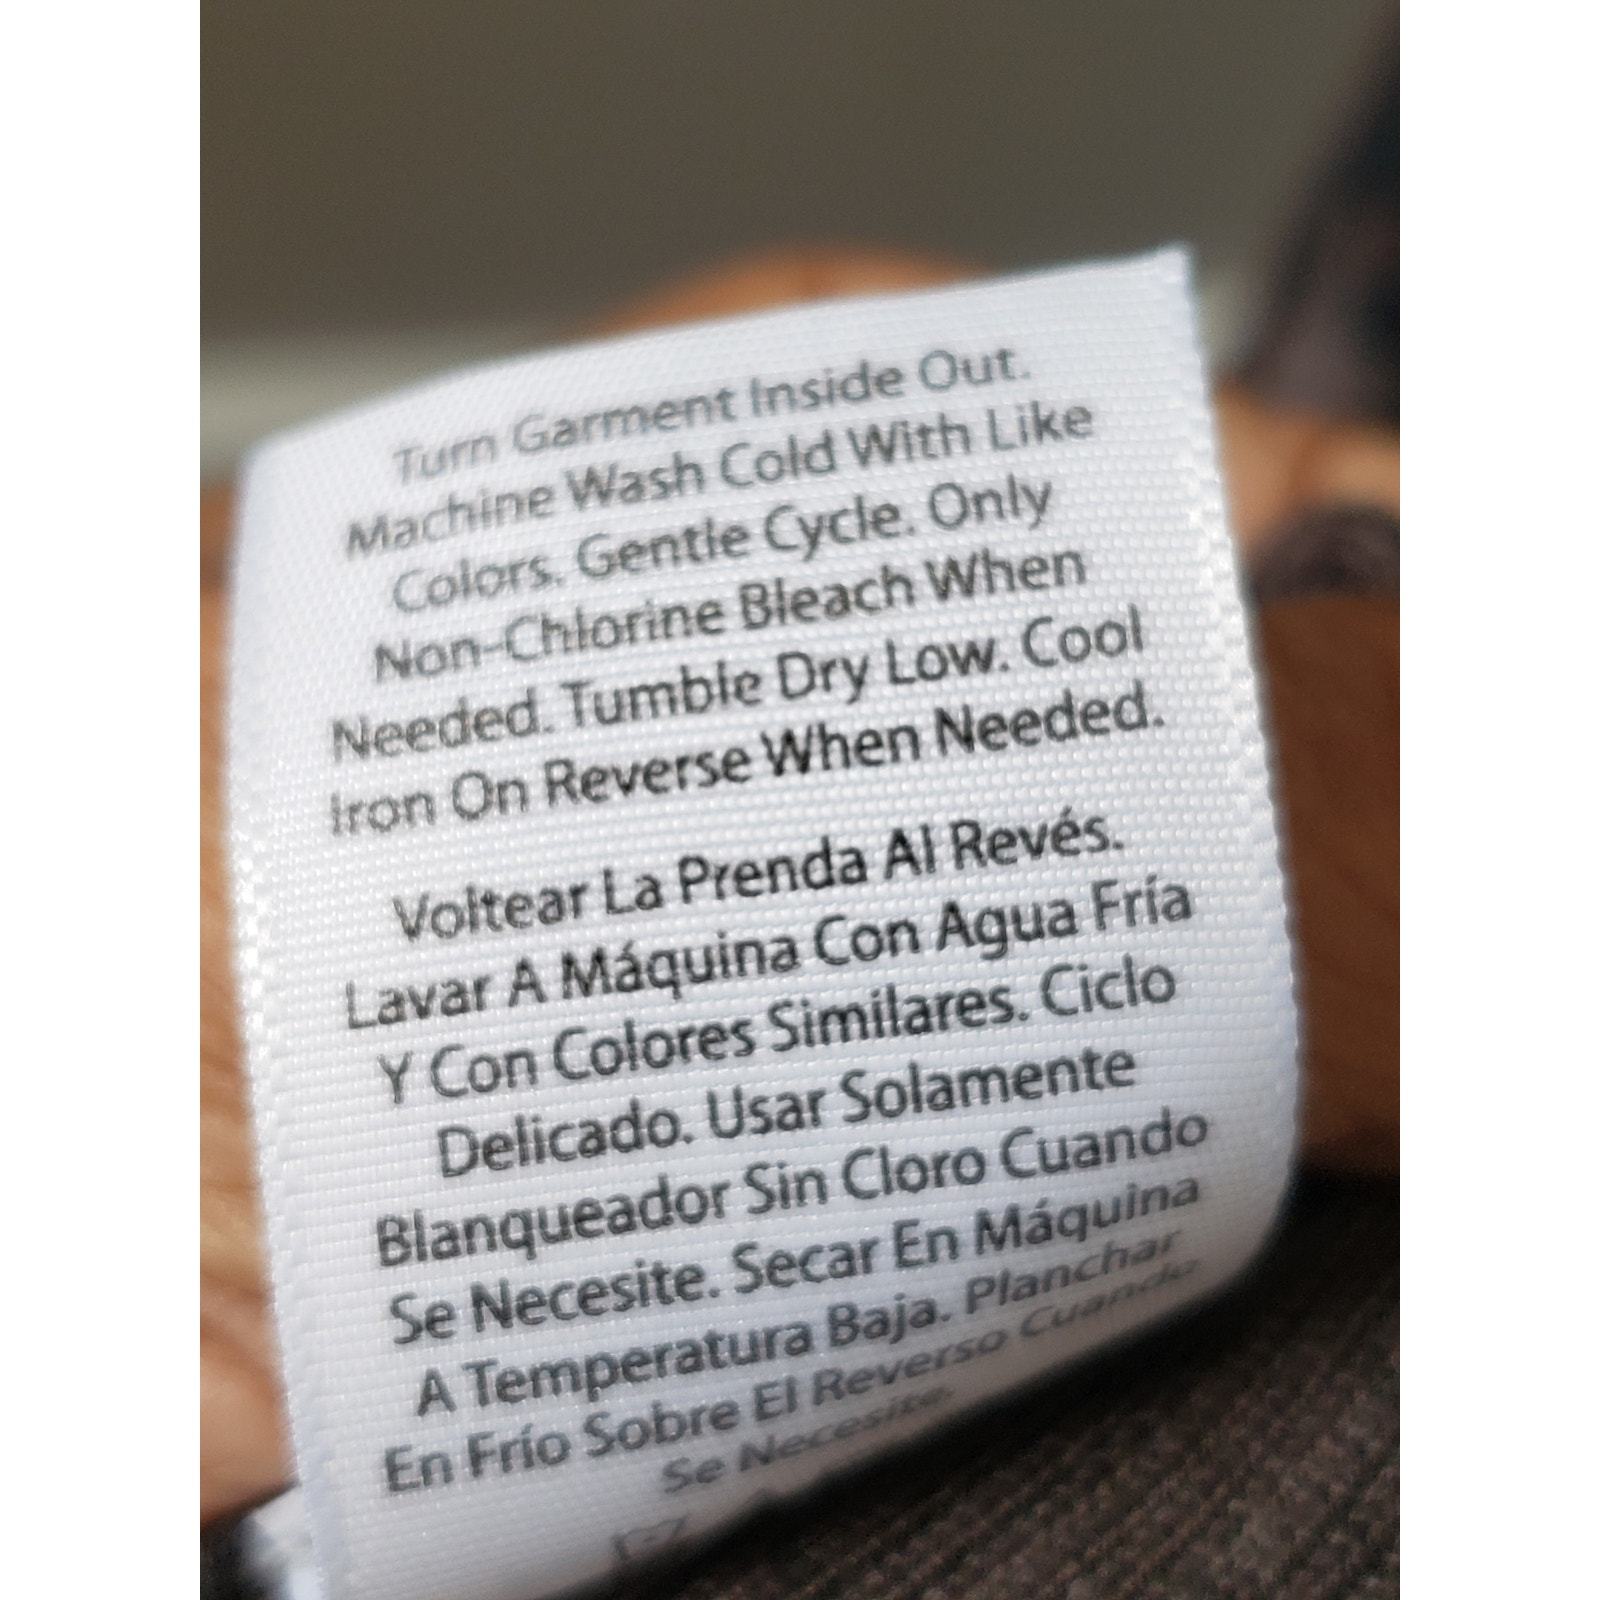 Turn Garment Inside Out.
Machine Wash Cold With Like
Colors. Gentle Cycle. Only
Non-Chlorine Bleach When
Needed. Tumble Dry Low. Cool
Iron On Reverse When Needed.
Voltear La Prenda Al Revés.
Lavar A Máquina Con Agua Fría
Y Con Colores Similares. Ciclo
Delicado. Usar Solamente
Blanqueador Sin Cloro Cuando
Se Necesite. Secar En Máquina
A Temperatura Baja. Planchar
En Frío Sobre El Reverso Cuando
Se Necesite.